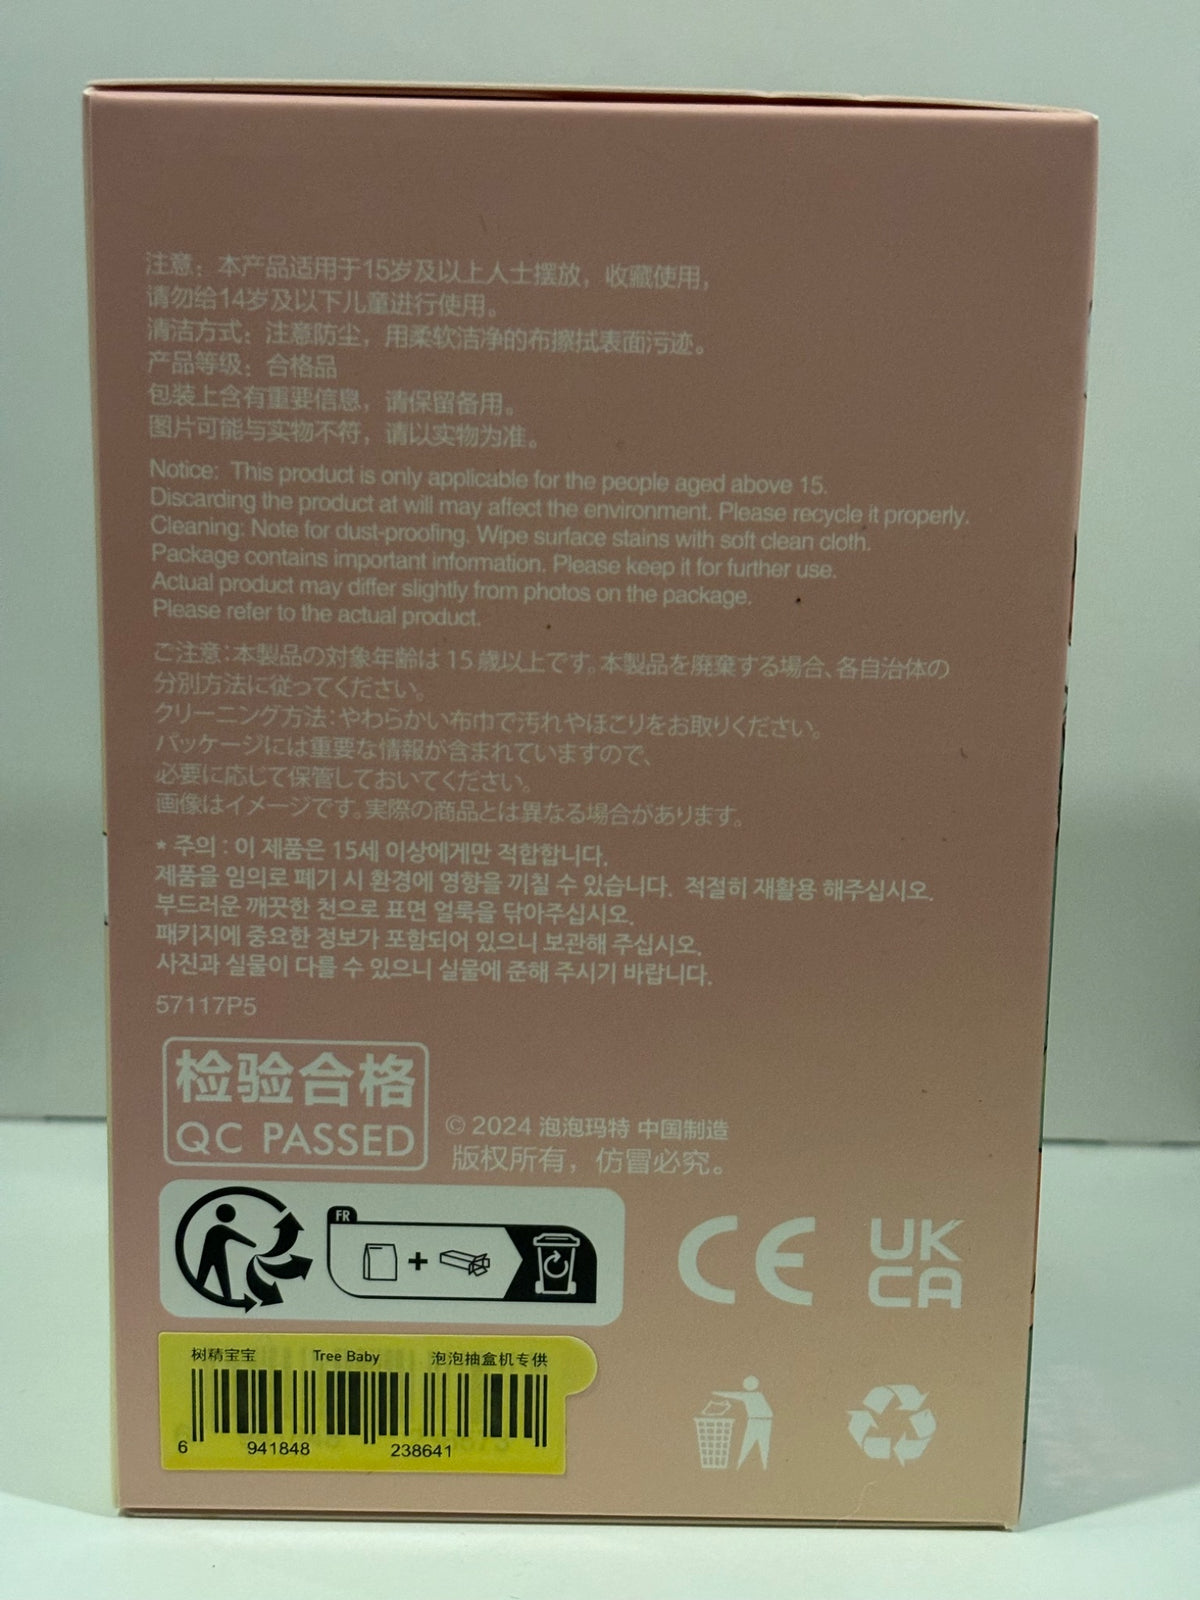 注意：本产品适用于15岁及以上人士摆放，收藏使用，
请勿给14岁及以下儿童进行使用。
清洁方式：注意防尘，用柔软洁净的布擦拭表面污迹。
产品等级：合格品
包装上含有重要信息，请保留备用。
图片可能与实物不符，请以实物为准。
Notice: This product is only applicable for the people aged above 15.
Discarding the product at will may affect the environment. Please recycle it properly.
Cleaning: Note for dust-proofing. Wipe surface stains with soft clean cloth.
Package contains important information. Please keep it for further use.
Actual product may differ slightly from photos on the package.
Please refer to the actual product.
ご注意：本製品の対象年齢は 15 歳以上です。本製品を廃棄する場合、各自治体の
分別方法に従ってください。
クリーニング方法：やわらかい布巾で汚れやほこりをお取りください。
パッケージには重要な情報が含まれていますので、
必要に応じて保管しておいてください。
画像はイメージです。実際の商品とは異なる場合があります。
* 주의 : 이 제품은 15세 이상에게만 적합합니다.
제품을 임의로 폐기 시 환경에 영향을 끼칠 수 있습니다. 적절히 재활용 해주십시오.
부드러운 깨끗한 천으로 표면 얼룩을 닦아주십시오.
패키지에 중요한 정보가 포함되어 있으니 보관해 주십시오.
사진과 실물이 다를 수 있으니 실물에 준해 주시기 바랍니다.
57117P5
检验合格
QC PASSED
© 2024 泡泡玛特 中国制造
版权所有，仿冒必究。
FR
CE
UK
CA
树精宝宝 Tree Baby 泡泡抽盒机专供
6 941848 238641